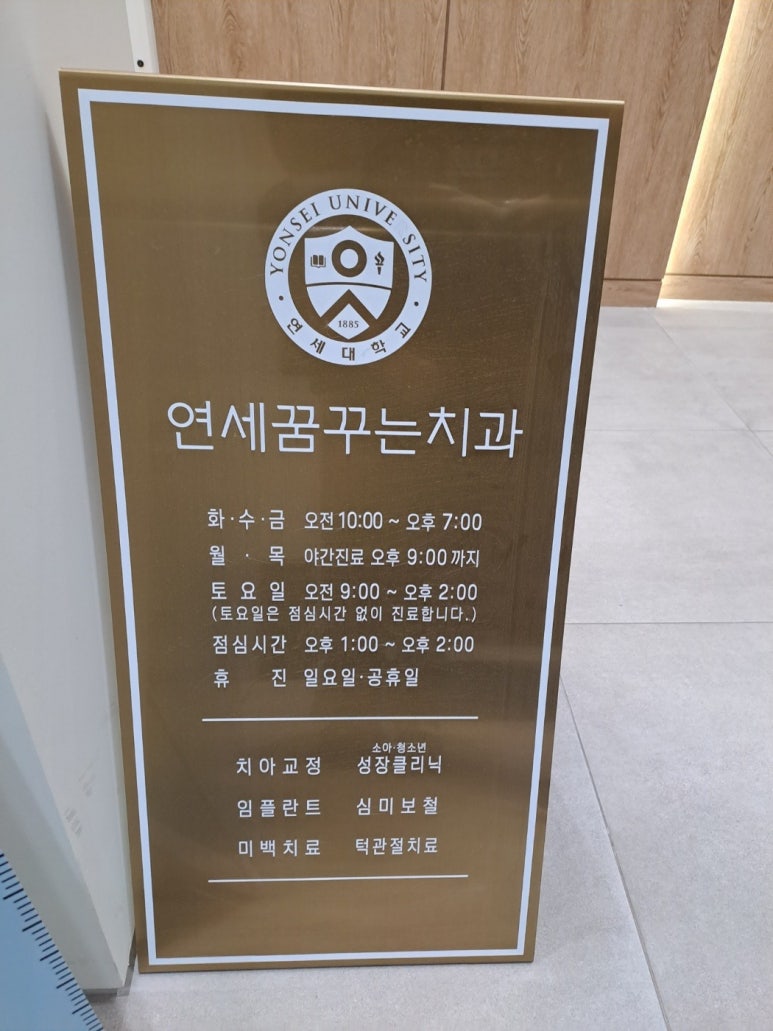 YONSEI UNIVE SITY
1885
연세대학교
연세꿈꾸는치과
화·수·금 오전 10:00 ~ 오후 7:00
월 · 목 야간진료 오후 9:00 까지
토요일 오전 9:00 ~ 오후 2:00
(토요일은 점심시간 없이 진료합니다.)
점심시간 오후 1:00 ~ 오후 2:00
휴 진 일요일·공휴일
소아·청소년
치아교정 성장클리닉
임플란트 심미보철
미백치료 턱관절치료